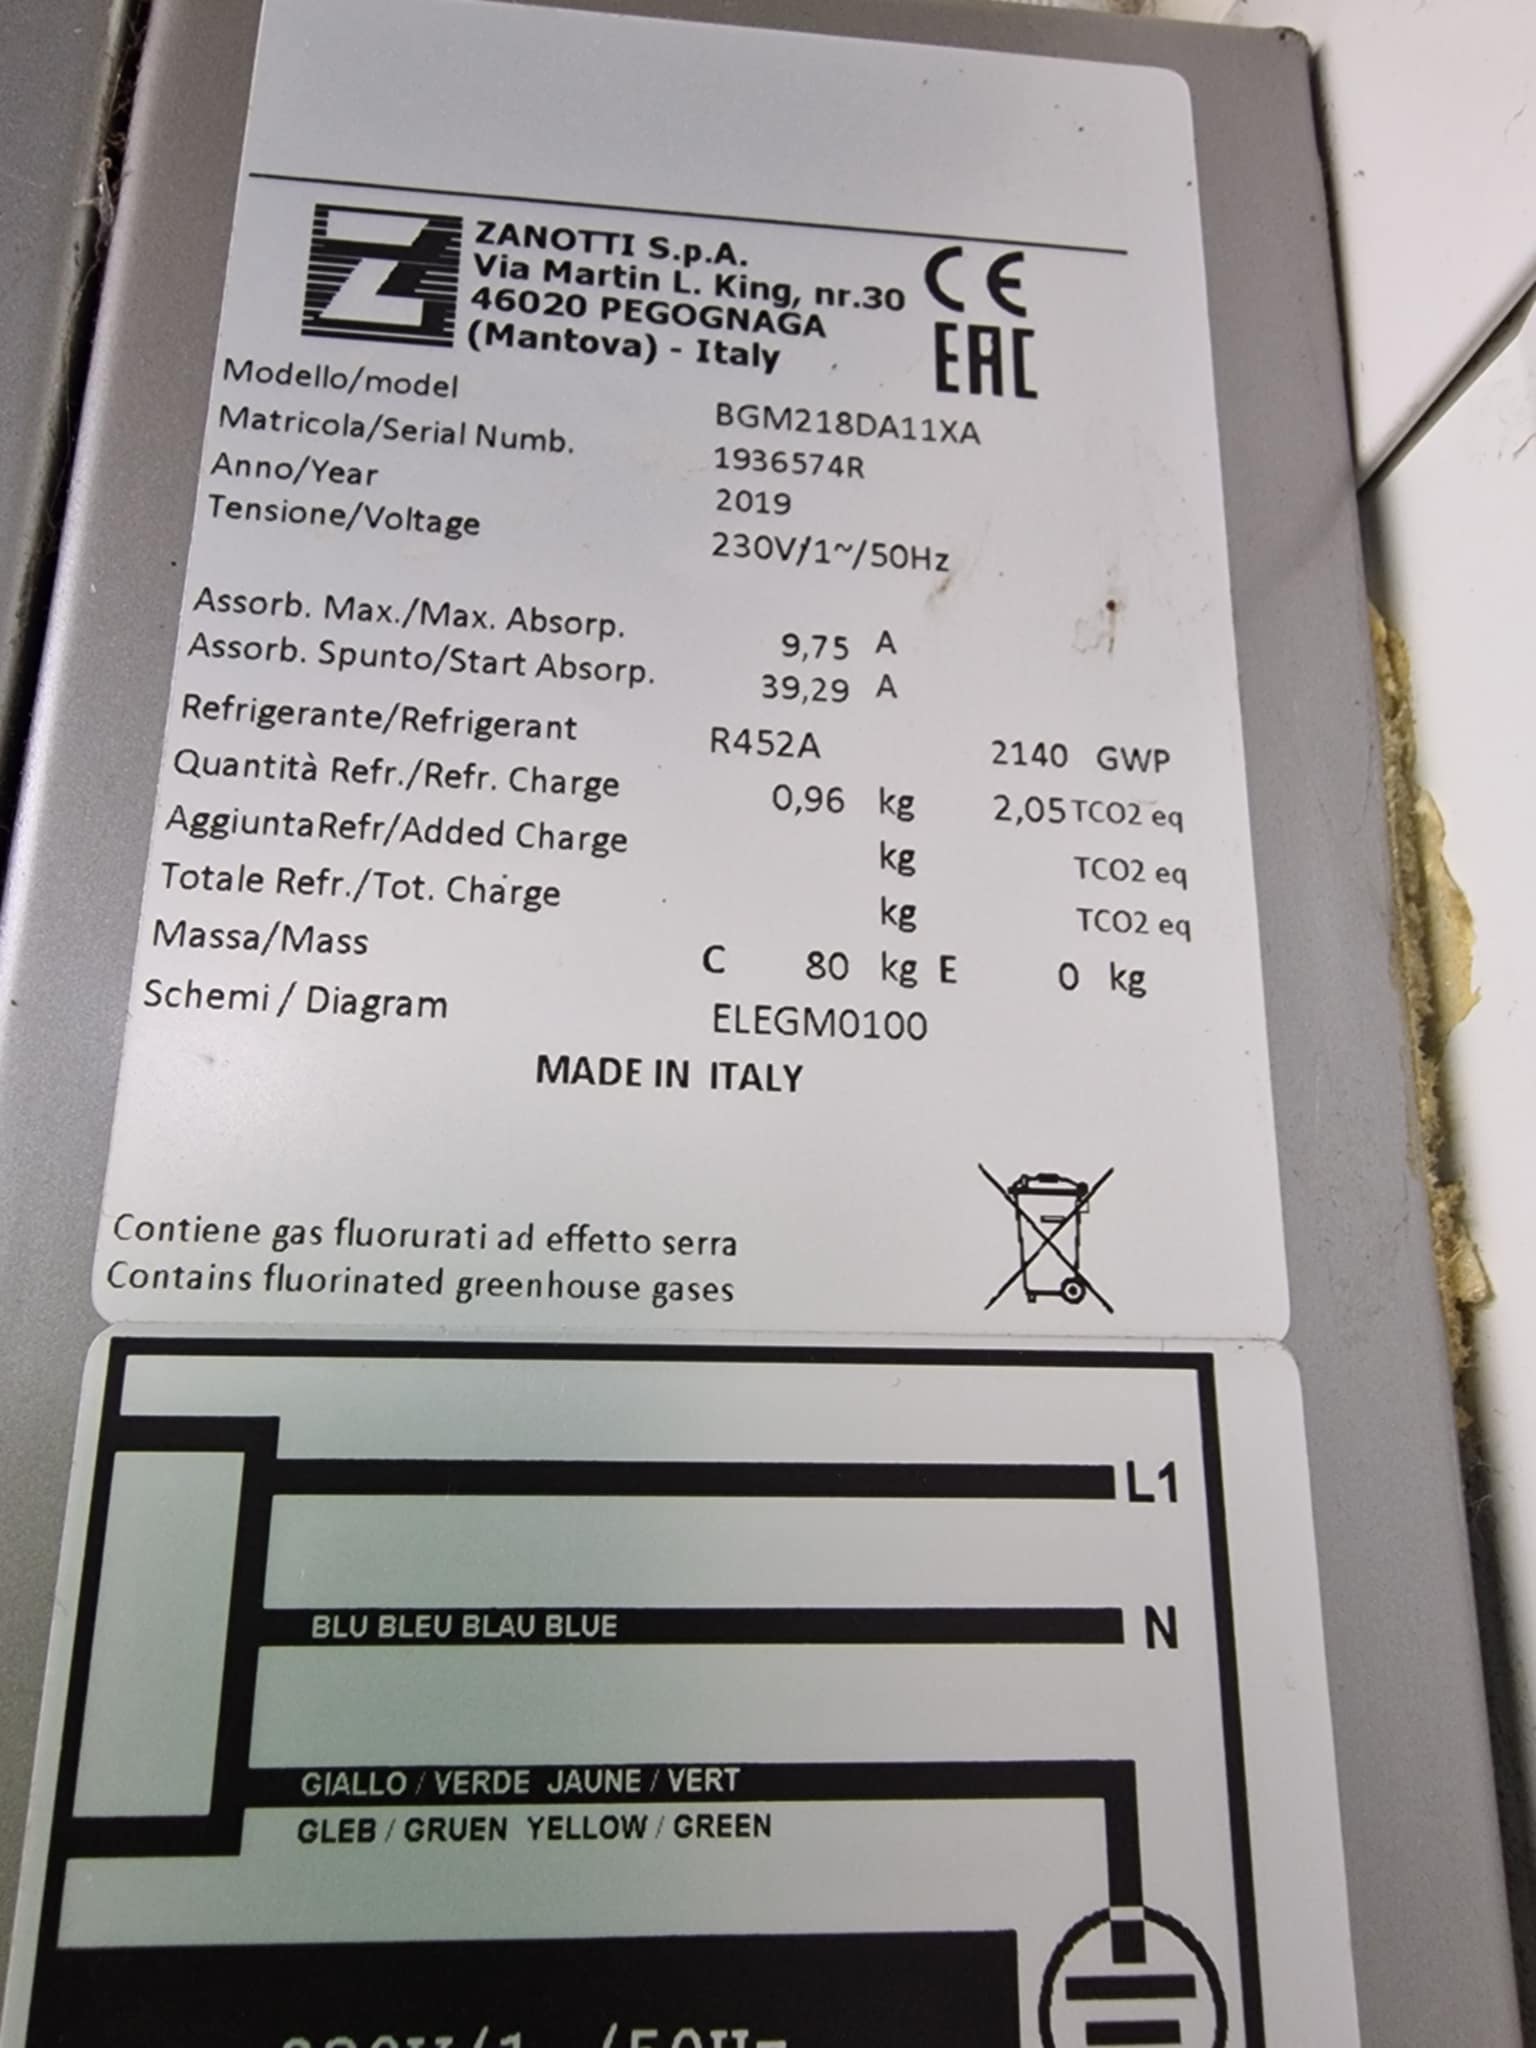 ZANOTTI S.p.A.
Via Martin L. King, nr.30
46020 PEGOGNAGA
(Mantova) - Italy
CE
EAC
Modello/model BGM218DA11XA
Matricola/Serial Numb. 1936574R
Anno/Year 2019
Tensione/Voltage 230V/1~/50Hz
Assorb. Max./Max. Absorp. 9,75 A
Assorb. Spunto/Start Absorp. 39,29 A
Refrigerante/Refrigerant R452A 2140 GWP
Quantità Refr./Refr. Charge 0,96 kg 2,05 TCO2 eq
AggiuntaRefr/Added Charge kg TCO2 eq
Totale Refr./Tot. Charge kg TCO2 eq
Massa/Mass C 80 kg E 0 kg
Schemi / Diagram ELEGM0100
MADE IN ITALY
Contiene gas fluorurati ad effetto serra
Contains fluorinated greenhouse gases
L1
BLU BLEU BLAU BLUE N
GIALLO / VERDE JAUNE / VERT
GLEB / GRUEN YELLOW / GREEN